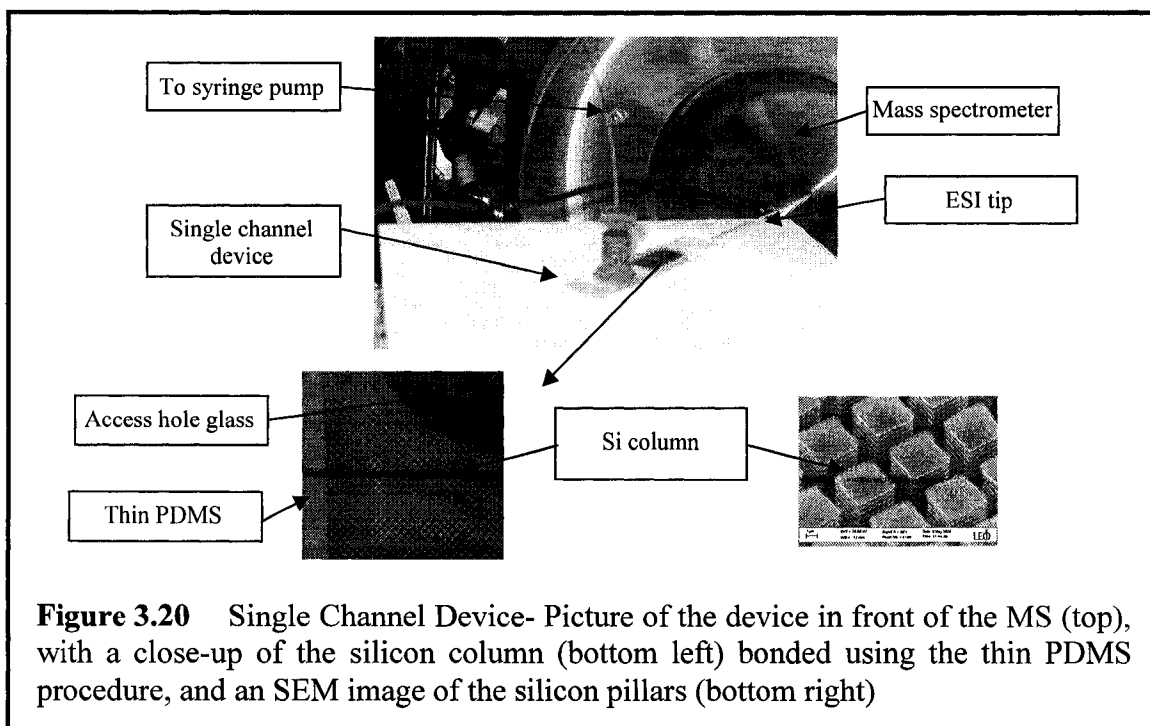 To syringe pump
Mass spectrometer
ESI tip
Single channel
device
Access hole glass
Si column
Thin PDMS
LEO
Figure 3.20 Single Channel Device- Picture of the device in front of the MS (top),
with a close-up of the silicon column (bottom left) bonded using the thin PDMS
procedure, and an SEM image of the silicon pillars (bottom right)